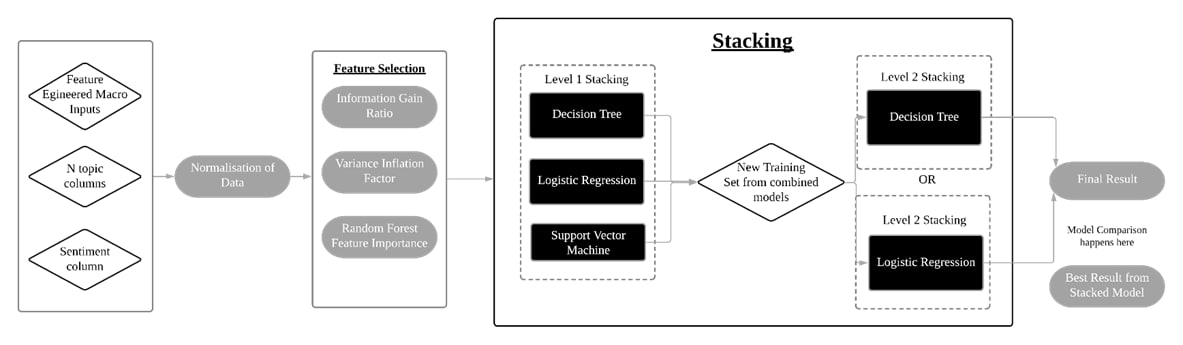 Feature
Egineered Macro
Inputs
N topic
columns
Sentiment
column
Normalisation of
Data
Feature Selection
Information Gain
Ratio
Variance Inflation
Factor
Random Forest
Feature Importance
Stacking
Level 1 Stacking
Decision Tree
Logistic Regression
Support Vector
Machine
New Training
Set from combined
models
Level 2 Stacking
Decision Tree
OR
Level 2 Stacking
Logistic Regression
Final Result
Model Comparison
happens here
Best Result from
Stacked Model